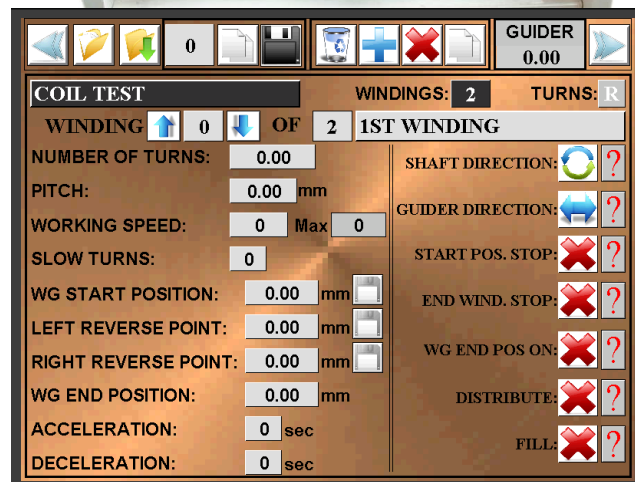 0 GUIDER 0.00
COIL TEST WINDINGS: 2 TURNS: R
WINDING 0 OF 2 1ST WINDING
NUMBER OF TURNS: 0.00
PITCH: 0.00 mm
WORKING SPEED: 0 Max 0
SLOW TURNS: 0
WG START POSITION: 0.00 mm
LEFT REVERSE POINT: 0.00 mm
RIGHT REVERSE POINT: 0.00 mm
WG END POSITION: 0.00 mm
ACCELERATION: 0 sec
DECELERATION: 0 sec
SHAFT DIRECTION: ?
GUIDER DIRECTION: ?
START POS. STOP: ?
END WIND. STOP: ?
WG END POS ON: ?
DISTRIBUTE: ?
FILL: ?